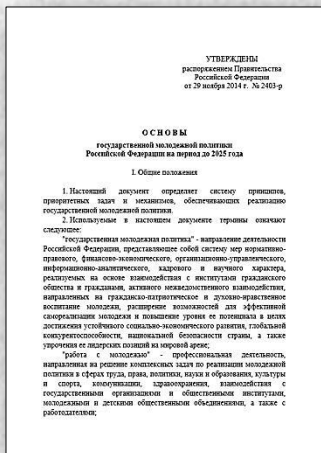 УТВЕРЖДЕНЫ
распоряжением Правительства
Российской Федерации
от 29 ноября 2014 г. № 2403-р
ОСНОВЫ
государственной молодежной политики
Российской Федерации на период до 2025 года
I. Общие положения
1. Настоящий документ определяет систему принципов,
приоритетных задач и механизмов, обеспечивающих реализацию
государственной молодежной политики.
2. Используемые в настоящем документе термины означают
следующее:
"государственная молодежная политика" - направление деятельности
Российской Федерации, представляющее собой систему мер нормативно-
правового, финансово-экономического, организационно-управленческого,
информационно-аналитического, кадрового и научного характера,
реализуемых на основе взаимодействия с институтами гражданского
общества и гражданами, активного межведомственного взаимодействия,
направленных на гражданско-патриотическое и духовно-нравственное
воспитание молодежи, расширение возможностей для эффективной
самореализации молодежи и повышение уровня ее потенциала в целях
достижения устойчивого социально-экономического развития, глобальной
конкурентоспособности, национальной безопасности страны, а также
упрочения ее лидерских позиций на мировой арене;
"работа с молодежью" - профессиональная деятельность,
направленная на решение комплексных задач по реализации молодежной
политики в сферах труда, права, политики, науки и образования, культуры
и спорта, коммуникации, здравоохранения, взаимодействия с
государственными организациями и общественными институтами,
молодежными и детскими общественными объединениями, а также с
работодателями;